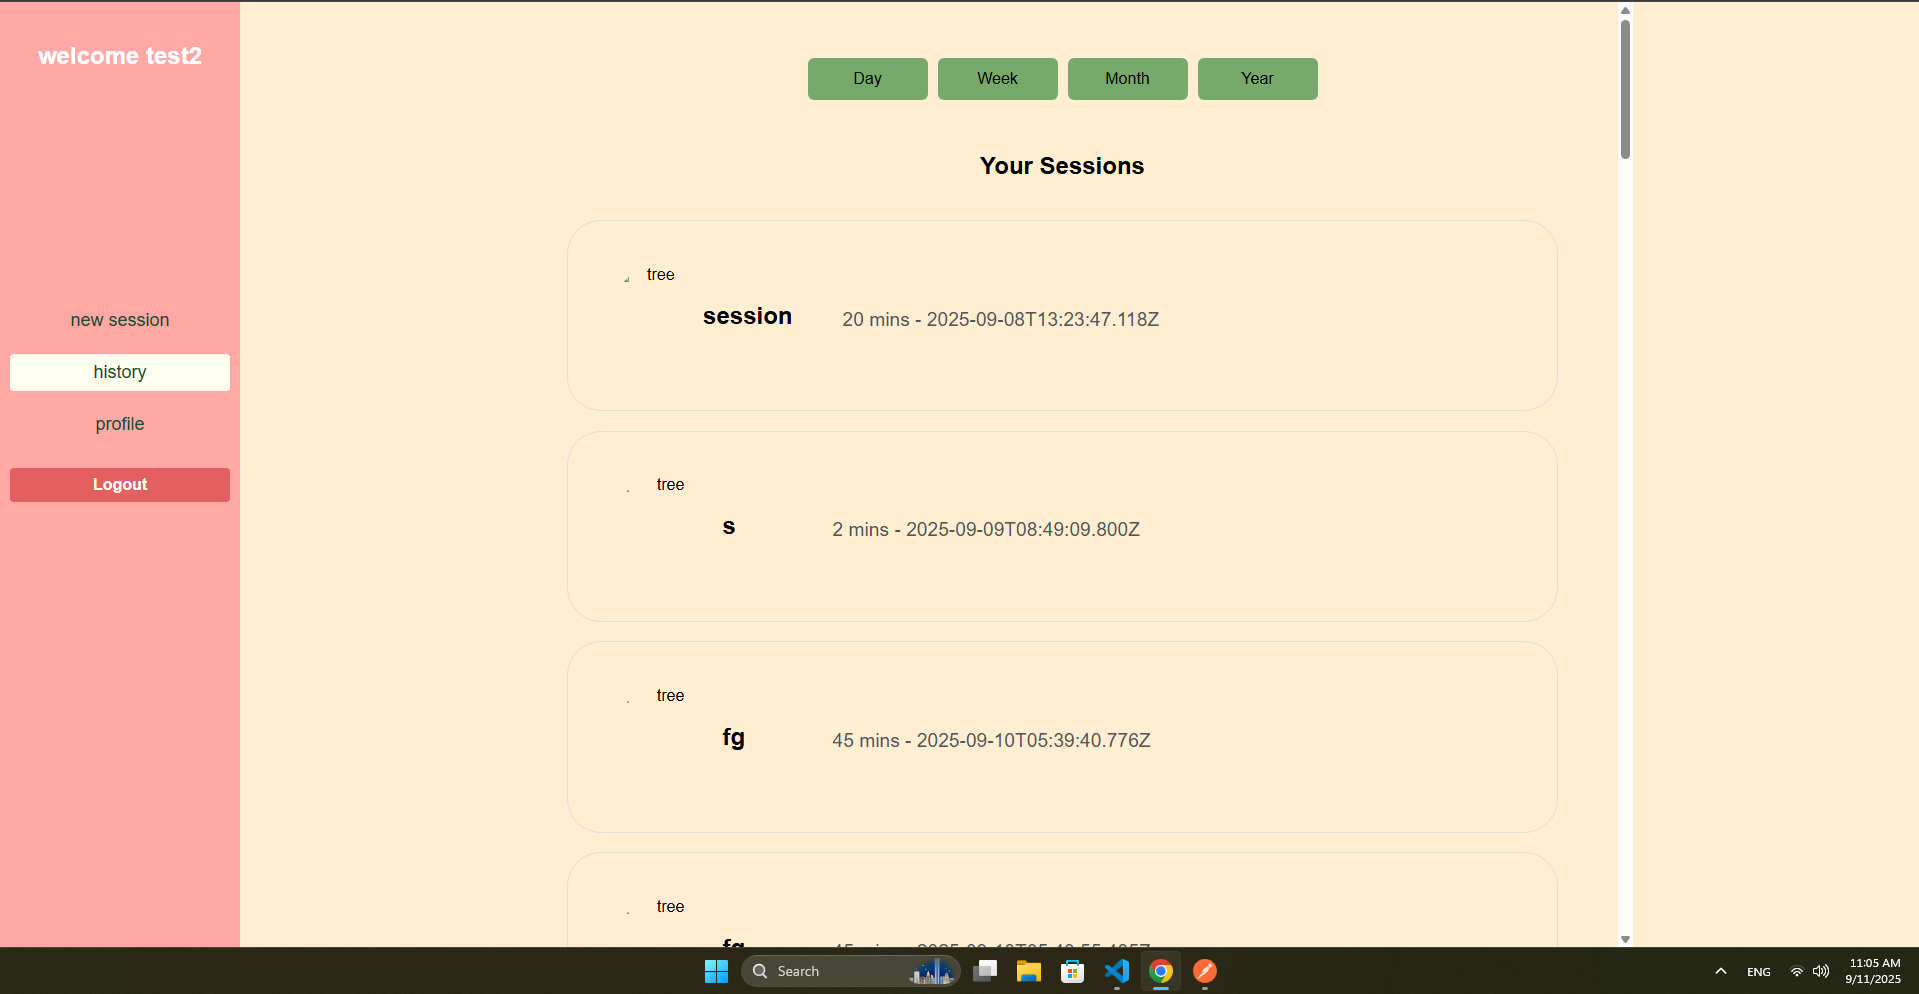 welcome test2
new session
history
profile
Logout
Day Week Month Year
Your Sessions
tree
session 20 mins - 2025-09-08T13:23:47.118Z
tree
s 2 mins - 2025-09-09T08:49:09.800Z
tree
fg 45 mins - 2025-09-10T05:39:40.776Z
tree
fg
Search
ENG
11:05 AM
9/11/2025